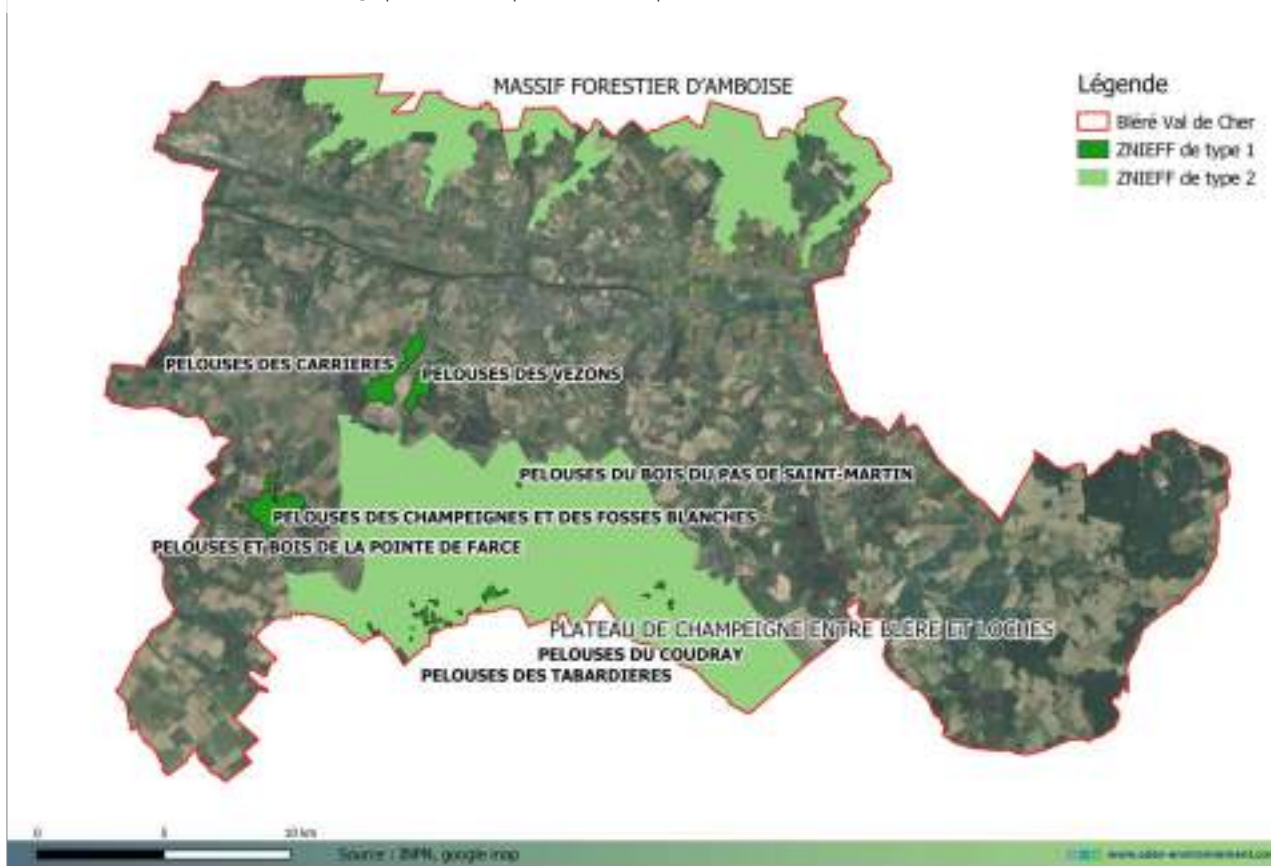 MASSIF FORESTIER D'AMBOISE
Légende
Bléré Val de Cher
ZNIEFF de type 1
ZNIEFF de type 2
PELOUSES DES CARRIERES
PELOUSES DES VEZONS
PELOUSES DU BOIS DU PAS DE SAINT-MARTIN
PELOUSES DES CHAMPEIGNES ET DES FOSSES BLANCHES
PELOUSES ET BOIS DE LA POINTE DE FARCE
PLATEAU DE CHAMPEIGNE ENTRE BLERE ET LOCHES
PELOUSES DU COUDRAY
PELOUSES DES TABARDIERES
0 5 10 km
Source : INPN, google map